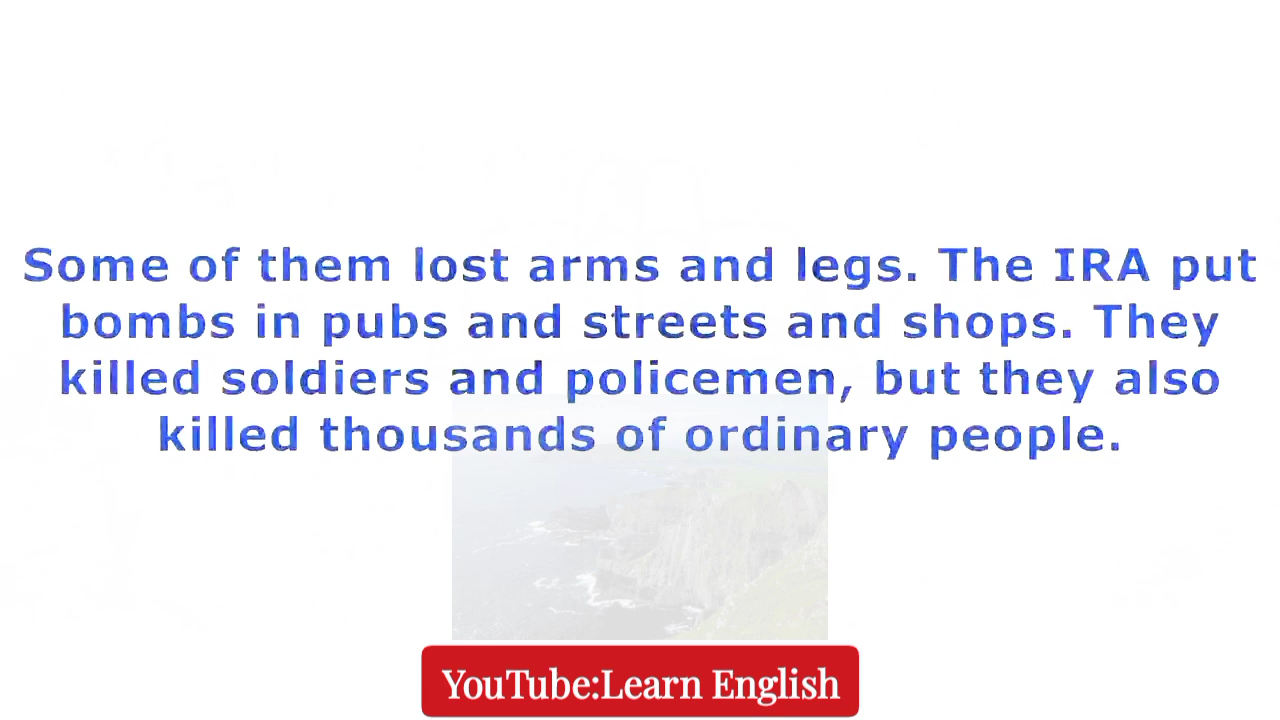 Some of them lost arms and legs. The IRA put
bombs in pubs and streets and shops. They
killed soldiers and policemen, but they also
killed thousands of ordinary people.
YouTube:Learn English